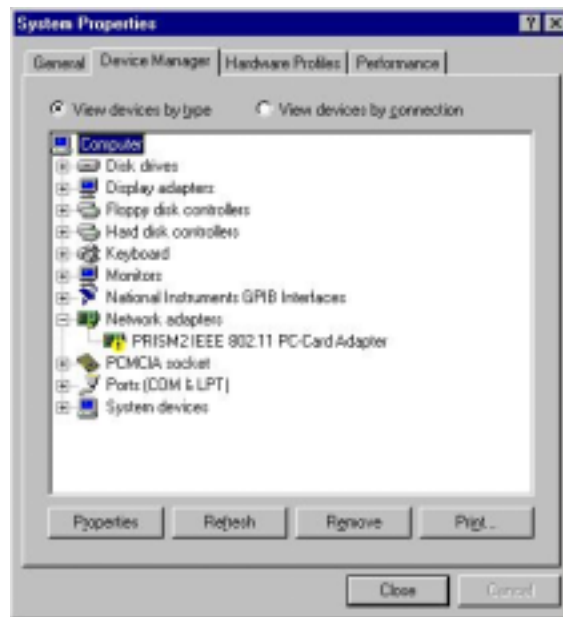 System Properties
General Device Manager Hardware Profiles Performance
View devices by type View devices by connection
Computer
Disk drives
Display adapters
Floppy disk controllers
Hard disk controllers
Keyboard
Monitors
National Instruments GPIB Interfaces
Network adapters
PRISM2 IEEE 802.11 PC-Card Adapter
PCMCIA socket
Ports (COM & LPT)
System devices
Properties Refresh Remove Print...
Close Cancel